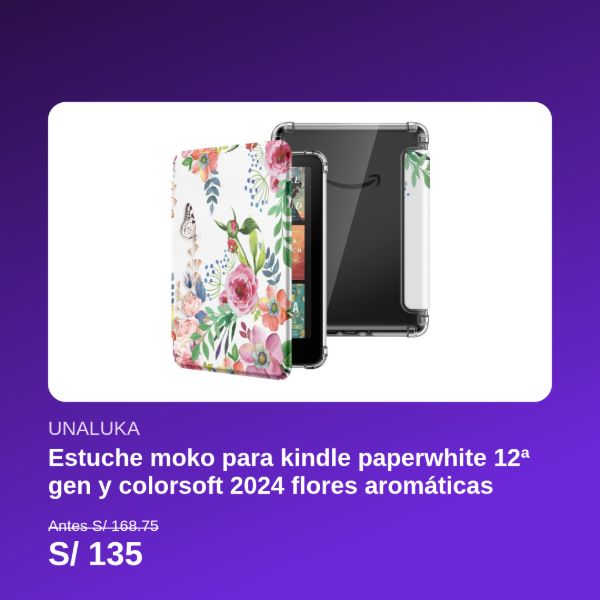 UNALUKA
Estuche moko para kindle paperwhite 12ª
gen y colorsoft 2024 flores aromáticas
Antes S/ 168.75
S/ 135